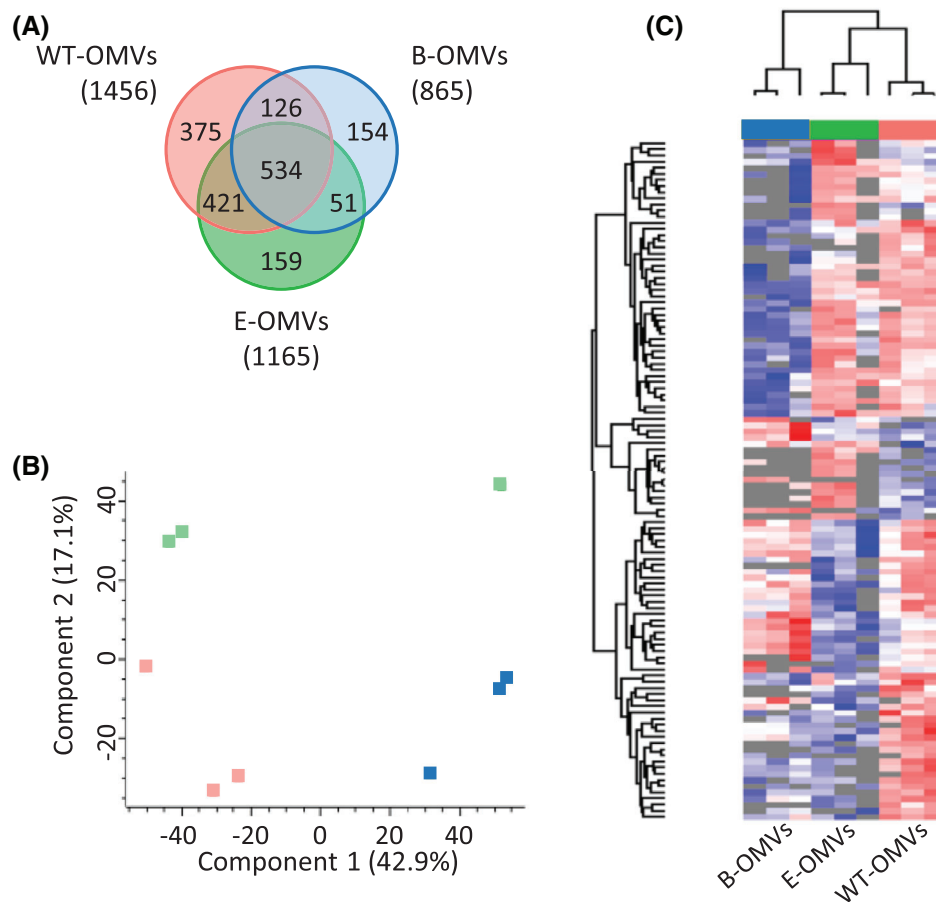 (A)
WT-OMVs
(1456)
B-OMVs
(865)
375
126
154
534
421
51
159
E-OMVs
(1165)
(B)
Component 2 (17.1%)
40
20
0
-20
-40
-20
0
20
40
Component 1 (42.9%)
(C)
B-OMVs
E-OMVs
WT-OMVs